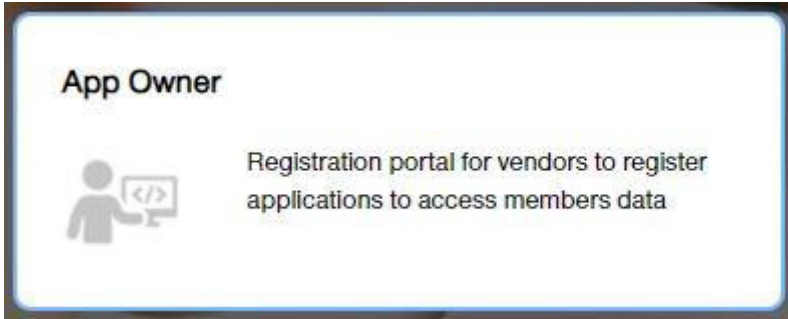 App Owner
</>
Registration portal for vendors to register
applications to access members data